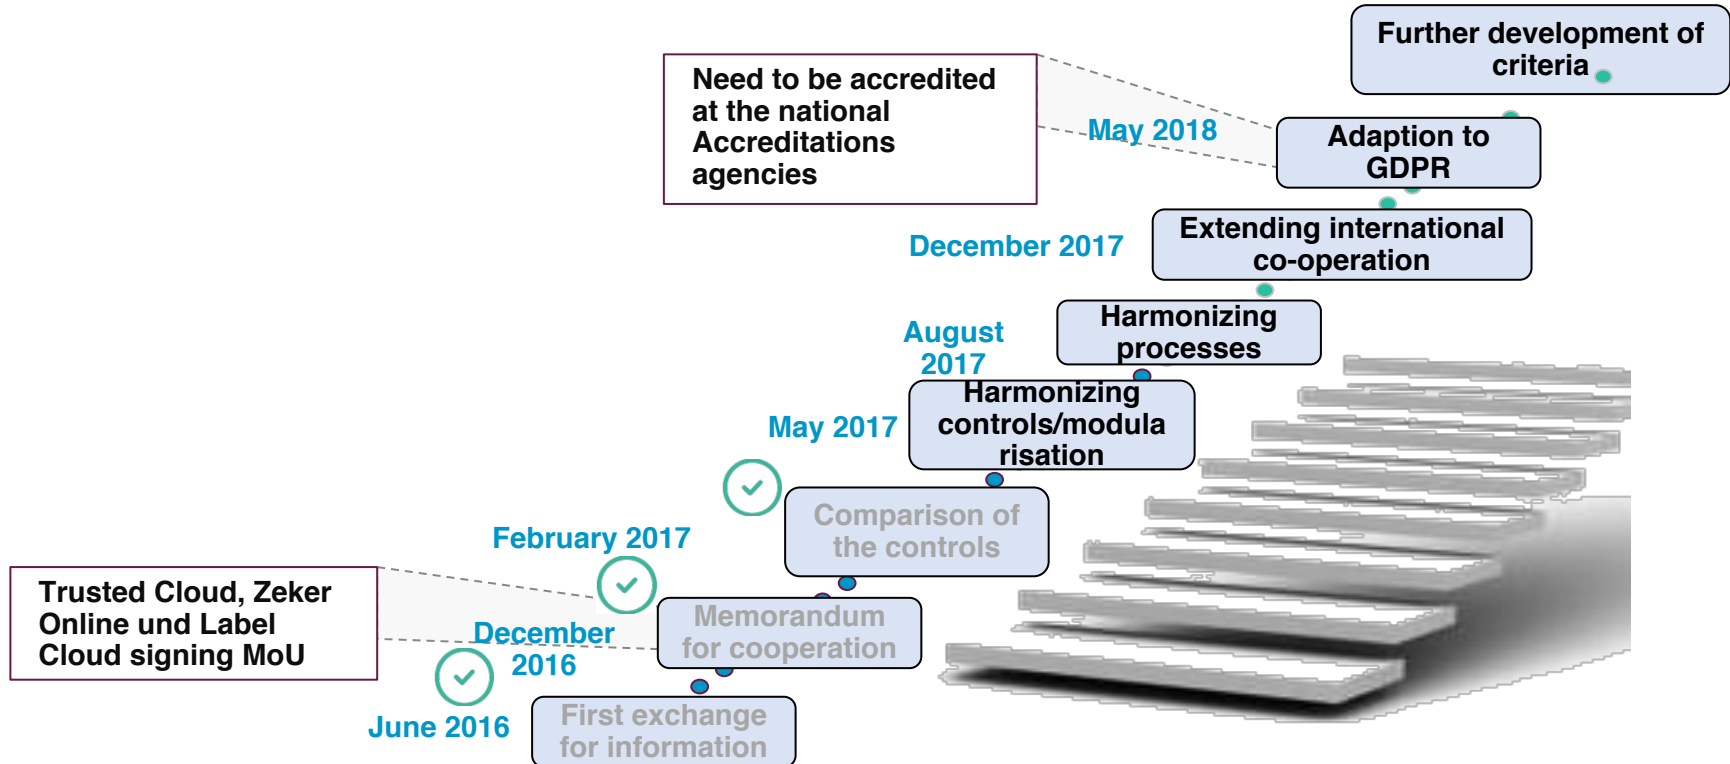 Further development of
criteria
Need to be accredited
at the national
Accreditations
agencies
May 2018
Adaption to
GDPR
December 2017
Extending international
co-operation
August
2017
Harmonizing
processes
May 2017
Harmonizing
controls/modula
risation
February 2017
Comparison of
the controls
Trusted Cloud, Zeker
Online und Label
Cloud signing MoU
December
2016
Memorandum
for cooperation
June 2016
First exchange
for information